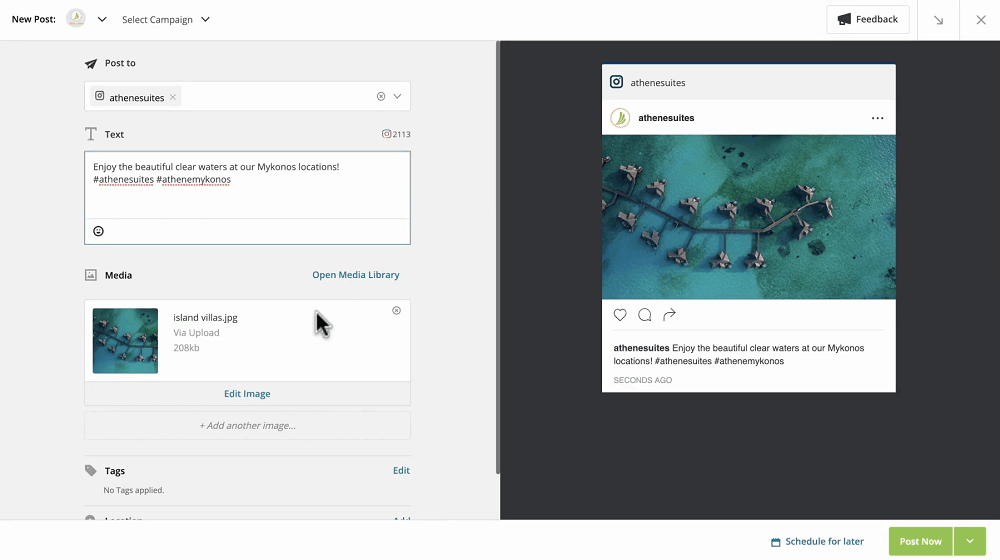 New Post:
Select Campaign
Feedback
Post to
athenesuites
Text
2113
Enjoy the beautiful clear waters at our Mykonos locations!
#athenesuites #athenemykonos
Media
Open Media Library
island villas.jpg
Via Upload
208kb
Edit Image
+ Add another image...
Tags
Edit
No Tags applied.
Location
Add
athenesuites
athenesuites
athenesuites Enjoy the beautiful clear waters at our Mykonos
locations! #athenesuites #athenemykonos
SECONDS AGO
Schedule for later
Post Now